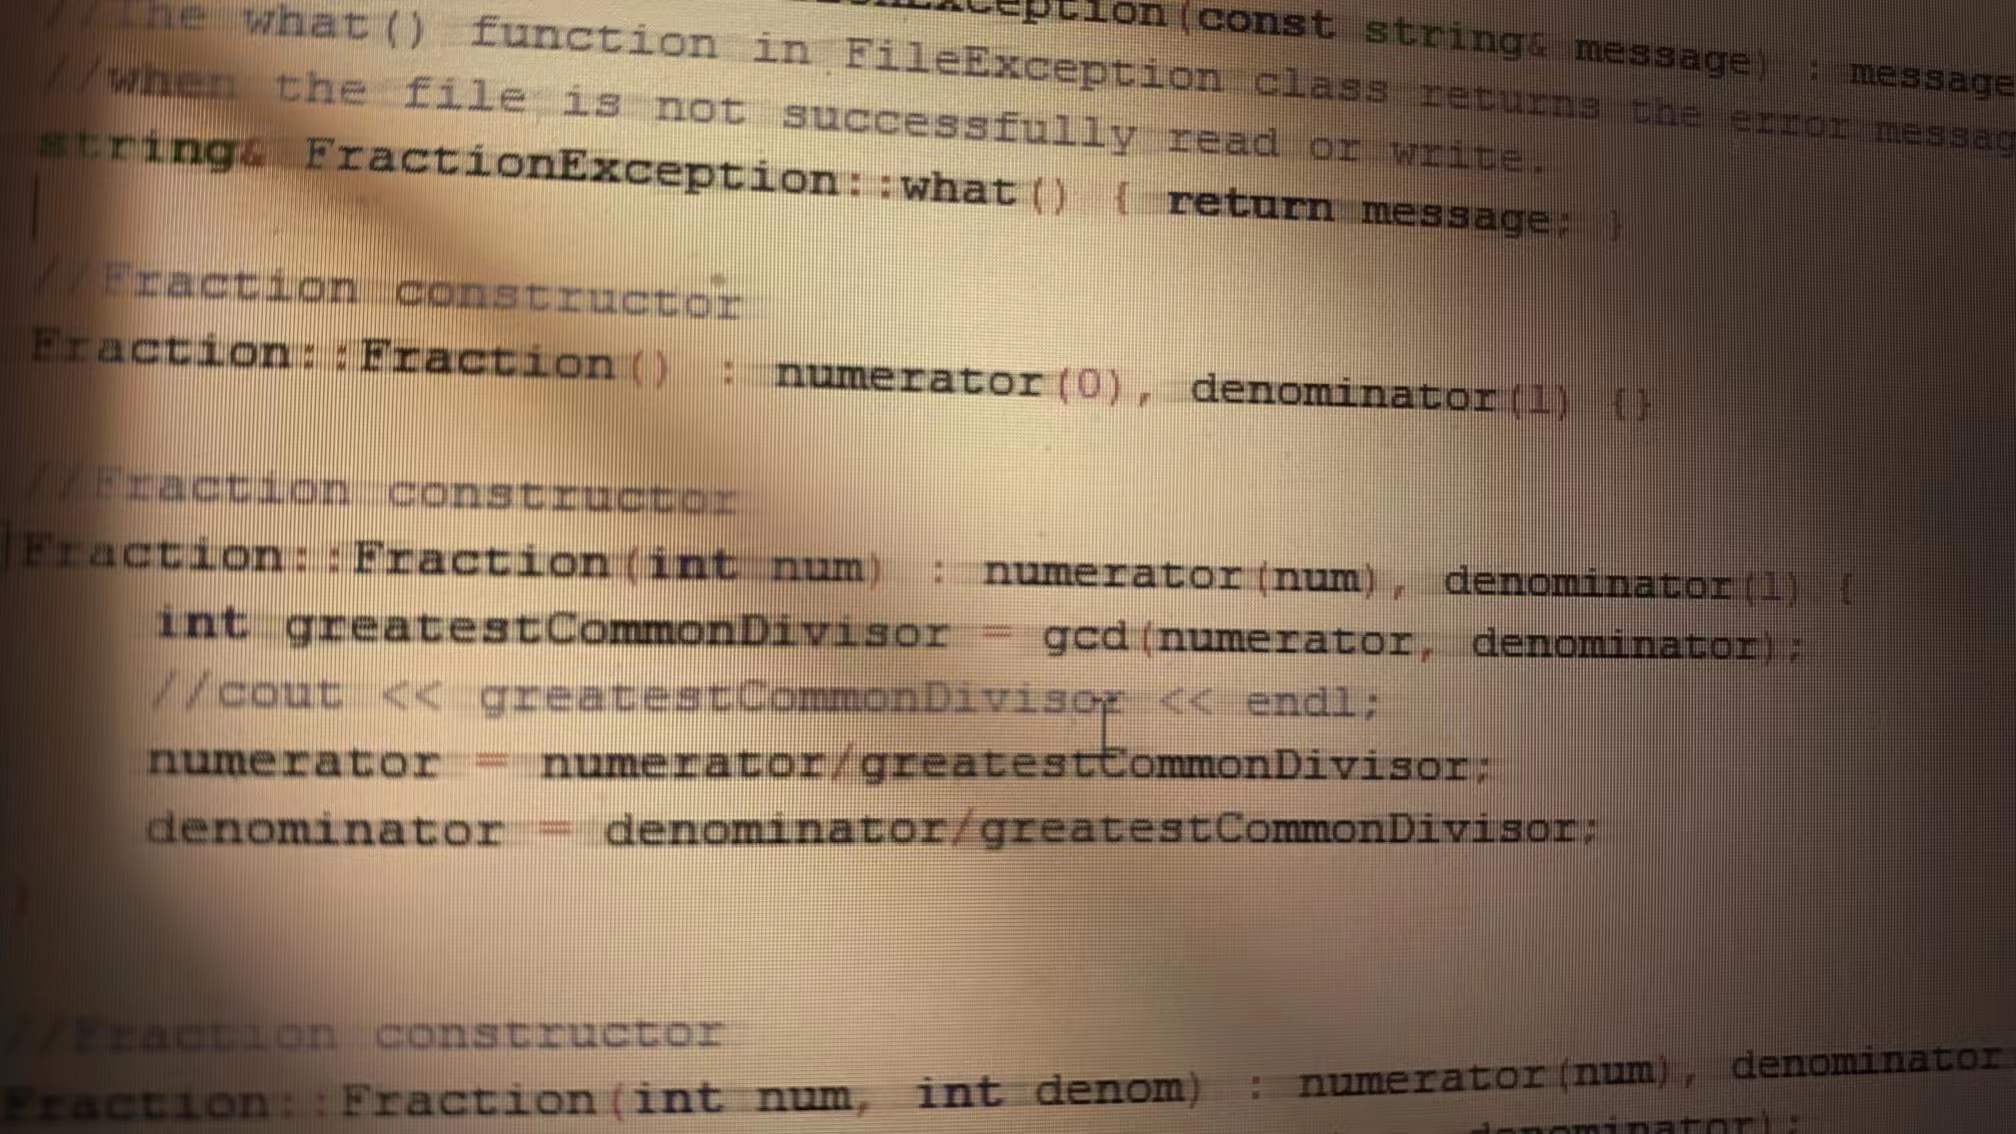 Exception(const string& message) : message
//The what() function in FileException class returns the error messag
//when the file is not successfully read or write.
string& FractionException::what() { return message; }
//Fraction constructor
Fraction::Fraction() : numerator(0), denominator(1) {}
//Fraction constructor
Fraction::Fraction(int num) : numerator(num), denominator(1) {
int greatestCommonDivisor = gcd(numerator, denominator);
//cout << greatestCommonDivisor << endl;
numerator = numerator/greatestCommonDivisor;
denominator = denominator/greatestCommonDivisor;
}
//Fraction constructor
Fraction::Fraction(int num, int denom) : numerator(num), denominator
denominator);